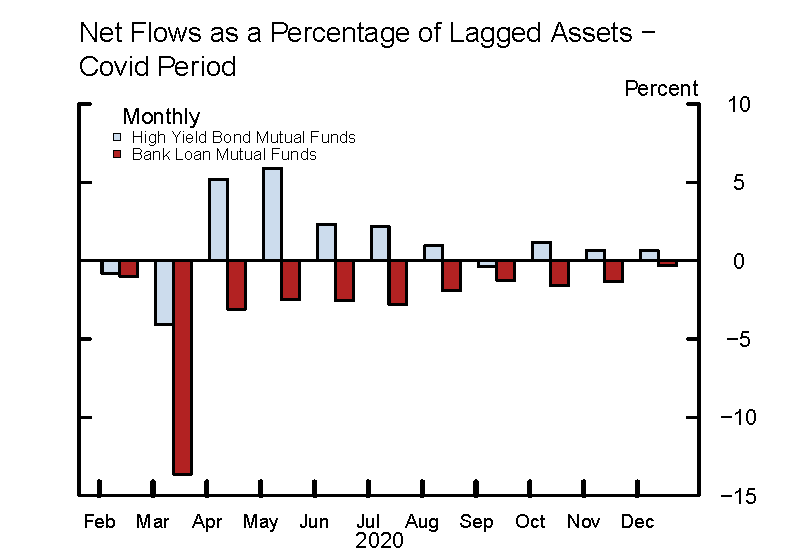 Net Flows as a Percentage of Lagged Assets −
Covid Period
Percent
Monthly
High Yield Bond Mutual Funds
Bank Loan Mutual Funds
10
5
0
−5
−10
−15
Feb Mar Apr May Jun Jul Aug Sep Oct Nov Dec
2020